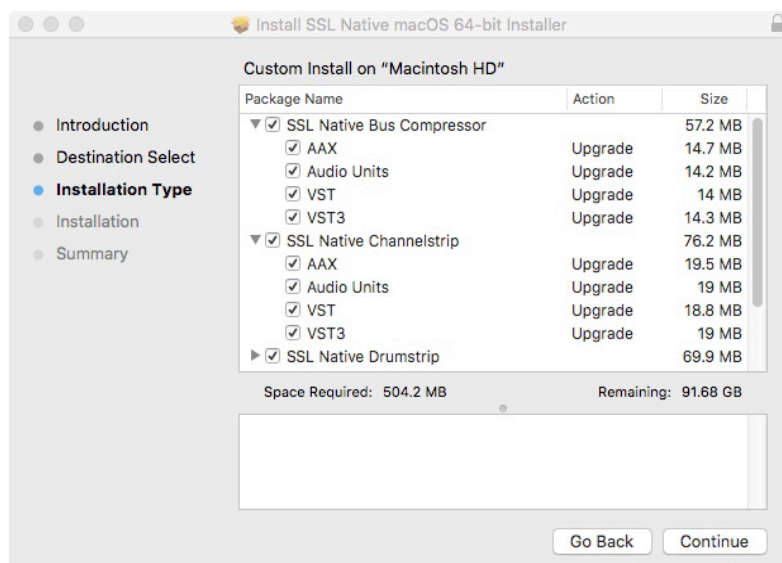 Install SSL Native macOS 64-bit Installer
Custom Install on “Macintosh HD”
Introduction
Destination Select
Installation Type
Installation
Summary
Package Name Action Size
SSL Native Bus Compressor 57.2 MB
AAX Upgrade 14.7 MB
Audio Units Upgrade 14.2 MB
VST Upgrade 14 MB
VST3 Upgrade 14.3 MB
SSL Native Channelstrip 76.2 MB
AAX Upgrade 19.5 MB
Audio Units Upgrade 19 MB
VST Upgrade 18.8 MB
VST3 Upgrade 19 MB
SSL Native Drumstrip 69.9 MB
Space Required: 504.2 MB Remaining: 91.68 GB
Go Back Continue